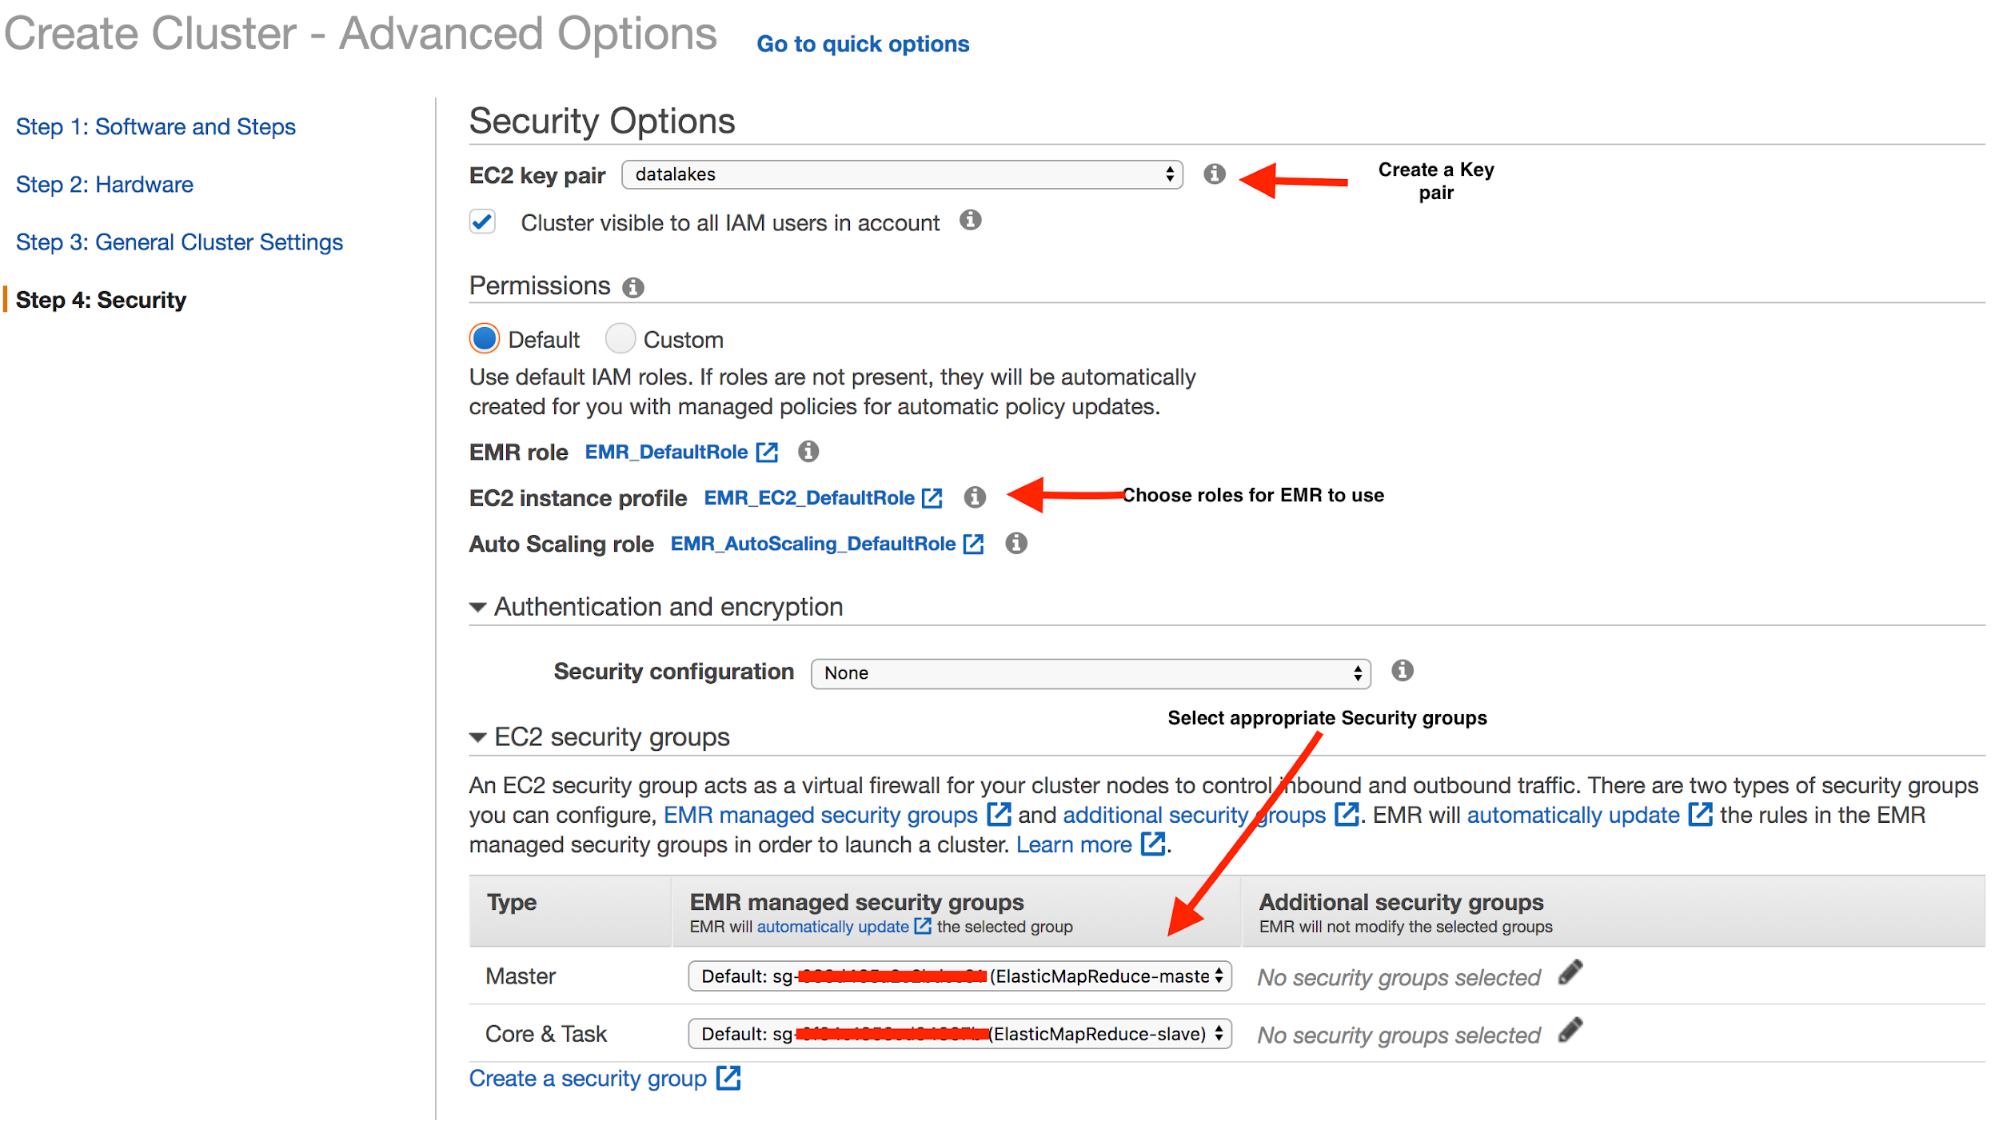 Create Cluster - Advanced Options
Go to quick options
Step 1: Software and Steps
Step 2: Hardware
Step 3: General Cluster Settings
Step 4: Security
Security Options
EC2 key pair
datalakes
Create a Key
pair
Cluster visible to all IAM users in account
Permissions
Default
Custom
Use default IAM roles. If roles are not present, they will be automatically
created for you with managed policies for automatic policy updates.
EMR role EMR_DefaultRole
EC2 instance profile EMR_EC2_DefaultRole
Choose roles for EMR to use
Auto Scaling role EMR_AutoScaling_DefaultRole
Authentication and encryption
Security configuration
None
Select appropriate Security groups
EC2 security groups
An EC2 security group acts as a virtual firewall for your cluster nodes to control inbound and outbound traffic. There are two types of security groups
you can configure, EMR managed security groups and additional security groups. EMR will automatically update the rules in the EMR
managed security groups in order to launch a cluster. Learn more.
Type
EMR managed security groups
EMR will automatically update the selected group
Additional security groups
EMR will not modify the selected groups
Master
Default: sg- (ElasticMapReduce-maste
No security groups selected
Core & Task
Default: sg- (ElasticMapReduce-slave)
No security groups selected
Create a security group